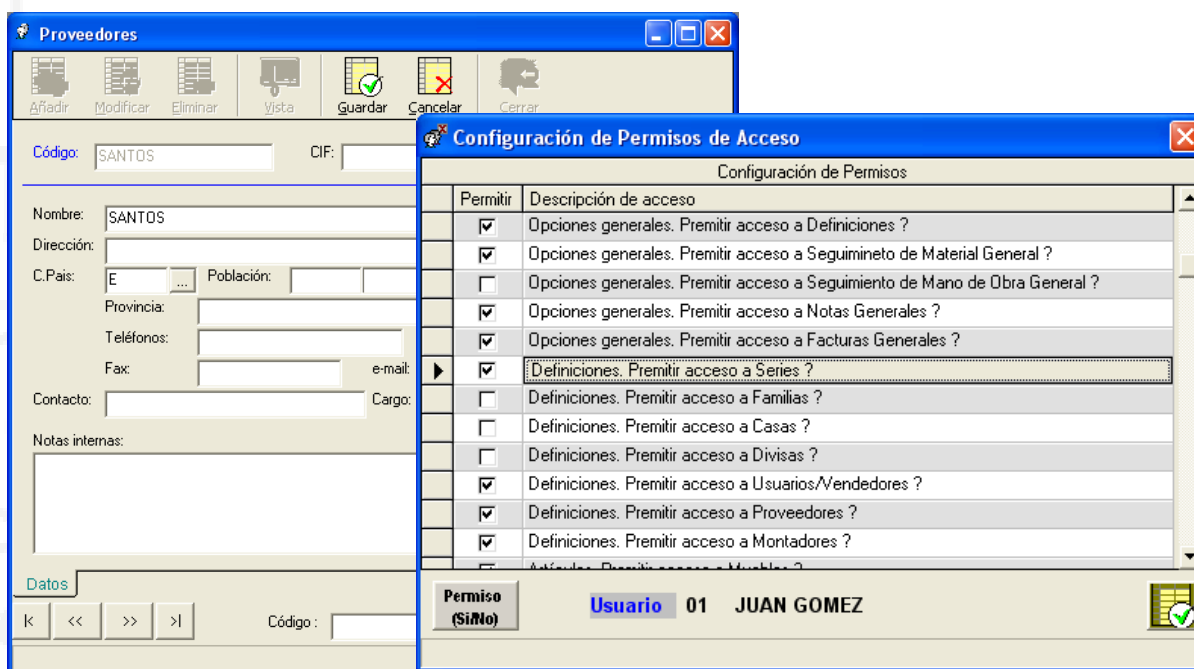 Proveedores
Añadir Modificar Eliminar Vista Guardar Cancelar Cerrar
Código: SANTOS CIF:
Nombre: SANTOS
Dirección:
C.Pais: E ... Población:
Provincia:
Teléfonos:
Fax: e-mail:
Contacto: Cargo:
Notas internas:
Datos
|< << >> >| Código :
Configuración de Permisos de Acceso
Configuración de Permisos
Permitir Descripción de acceso
Opciones generales. Premitir acceso a Definiciones ?
Opciones generales. Premitir acceso a Seguimineto de Material General ?
Opciones generales. Premitir acceso a Seguimiento de Mano de Obra General ?
Opciones generales. Premitir acceso a Notas Generales ?
Opciones generales. Premitir acceso a Facturas Generales ?
Definiciones. Premitir acceso a Series ?
Definiciones. Premitir acceso a Familias ?
Definiciones. Premitir acceso a Casas ?
Definiciones. Premitir acceso a Divisas ?
Definiciones. Premitir acceso a Usuarios/Vendedores ?
Definiciones. Premitir acceso a Proveedores ?
Definiciones. Premitir acceso a Montadores ?
Artículos. Premitir acceso a Muebles ?
Permiso
(Si/No)
Usuario 01 JUAN GOMEZ